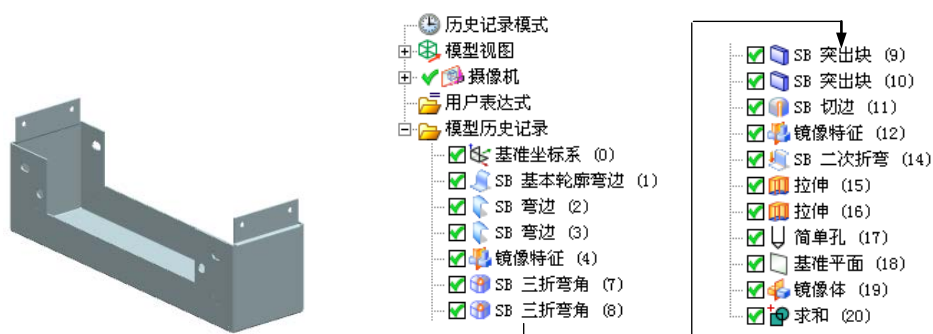 历史记录模式
模型视图
摄像机
用户表达式
模型历史记录
基准坐标系 (0)
SB 基本轮廓弯边 (1)
SB 弯边 (2)
SB 弯边 (3)
镜像特征 (4)
SB 三折弯角 (7)
SB 三折弯角 (8)
SB 突出块 (9)
SB 突出块 (10)
SB 切边 (11)
镜像特征 (12)
SB 二次折弯 (14)
拉伸 (15)
拉伸 (16)
简单孔 (17)
基准平面 (18)
镜像体 (19)
求和 (20)